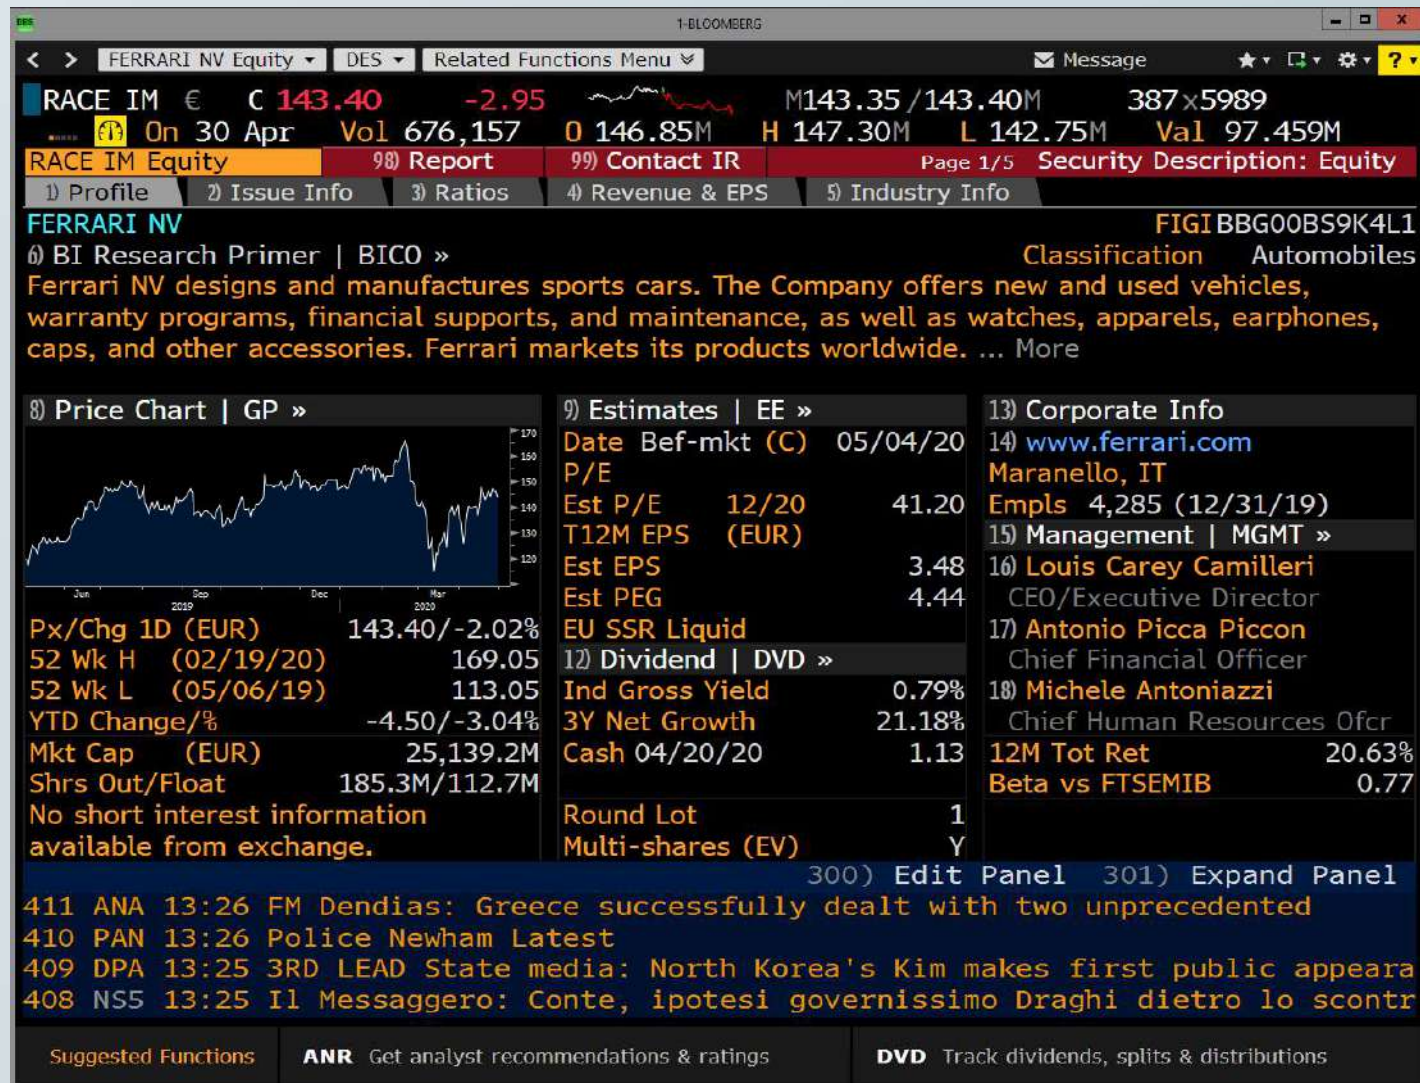 BBS 1-BLOOMBERG
< > FERRARI NV Equity DES Related Functions Menu Message ?
RACE IM € C 143.40 -2.95 M143.35/143.40M 387x5989
On 30 Apr Vol 676,157 O 146.85M H 147.30M L 142.75M Val 97.459M
RACE IM Equity 98) Report 99) Contact IR Page 1/5 Security Description: Equity
1) Profile 2) Issue Info 3) Ratios 4) Revenue & EPS 5) Industry Info
FERRARI NV FIGI BBG00BS9K4L1
6) BI Research Primer | BICO » Classification Automobiles
Ferrari NV designs and manufactures sports cars. The Company offers new and used vehicles,
warranty programs, financial supports, and maintenance, as well as watches, apparels, earphones,
caps, and other accessories. Ferrari markets its products worldwide. ... More
8) Price Chart | GP »
170
160
150
140
130
120
Jun Sep Dec Mar
2019 2020
Px/Chg 1D (EUR) 143.40/-2.02%
52 Wk H (02/19/20) 169.05
52 Wk L (05/06/19) 113.05
YTD Change/% -4.50/-3.04%
Mkt Cap (EUR) 25,139.2M
Shrs Out/Float 185.3M/112.7M
No short interest information
available from exchange.
9) Estimates | EE »
Date Bef-mkt (C) 05/04/20
P/E
Est P/E 12/20 41.20
T12M EPS (EUR)
Est EPS 3.48
Est PEG 4.44
EU SSR Liquid
12) Dividend | DVD »
Ind Gross Yield 0.79%
3Y Net Growth 21.18%
Cash 04/20/20 1.13
Round Lot 1
Multi-shares (EV) Y
13) Corporate Info
14) www.ferrari.com
Maranello, IT
Empls 4,285 (12/31/19)
15) Management | MGMT »
16) Louis Carey Camilleri
CEO/Executive Director
17) Antonio Picca Piccon
Chief Financial Officer
18) Michele Antoniazzi
Chief Human Resources Ofcr
12M Tot Ret 20.63%
Beta vs FTSEMIB 0.77
300) Edit Panel 301) Expand Panel
411 ANA 13:26 FM Dendias: Greece successfully dealt with two unprecedented
410 PAN 13:26 Police Newham Latest
409 DPA 13:25 3RD LEAD State media: North Korea's Kim makes first public appeara
408 NS5 13:25 Il Messaggero: Conte, ipotesi governissimo Draghi dietro lo scontr
Suggested Functions ANR Get analyst recommendations & ratings DVD Track dividends, splits & distributions